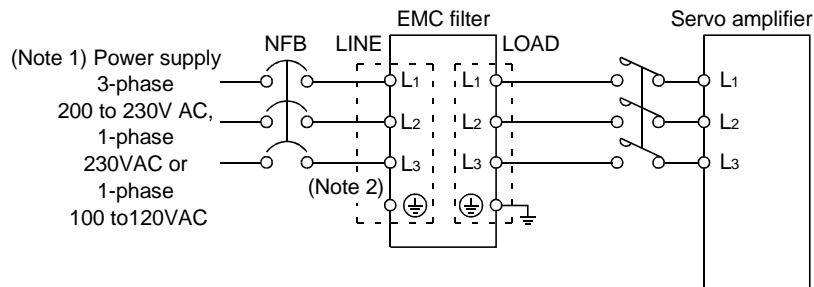 EMC filter
Servo amplifier
NFB
LINE
LOAD
(Note 1) Power supply
3-phase
200 to 230V AC,
1-phase
230VAC or
1-phase
100 to120VAC
L1
L1
L1
L2
L2
L2
L3
L3
L3
(Note 2)